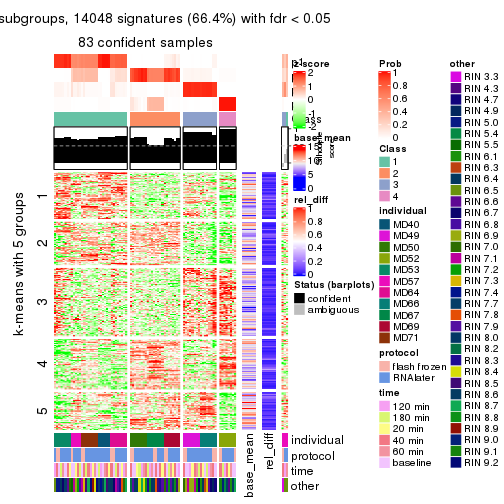 subgroups, 14048 signatures (66.4%) with fdr < 0.05
83 confident samples
k-means with 5 groups
1
2
3
4
5
base_mean
rel_diff
individual
protocol
time
other
z-score
2
1
0
-1
-2
base_mean
15
10
5
0
rel_diff
1
0.8
0.6
0.4
0.2
0
Status (barplots)
confident
ambiguous
Prob
1
0.8
0.6
0.4
0.2
0
Class
1
2
3
4
individual
MD40
MD49
MD50
MD52
MD53
MD57
MD64
MD66
MD67
MD69
MD71
protocol
flash frozen
RNAlater
time
120 min
180 min
20 min
40 min
60 min
baseline
other
RIN 3.3
RIN 4.3
RIN 4.7
RIN 4.9
RIN 5.0
RIN 5.4
RIN 5.5
RIN 6.1
RIN 6.3
RIN 6.4
RIN 6.5
RIN 6.6
RIN 6.7
RIN 6.8
RIN 6.9
RIN 7.0
RIN 7.1
RIN 7.2
RIN 7.3
RIN 7.4
RIN 7.7
RIN 7.8
RIN 7.9
RIN 8.0
RIN 8.2
RIN 8.3
RIN 8.4
RIN 8.5
RIN 8.6
RIN 8.7
RIN 8.8
RIN 8.9
RIN 9.0
RIN 9.1
RIN 9.2